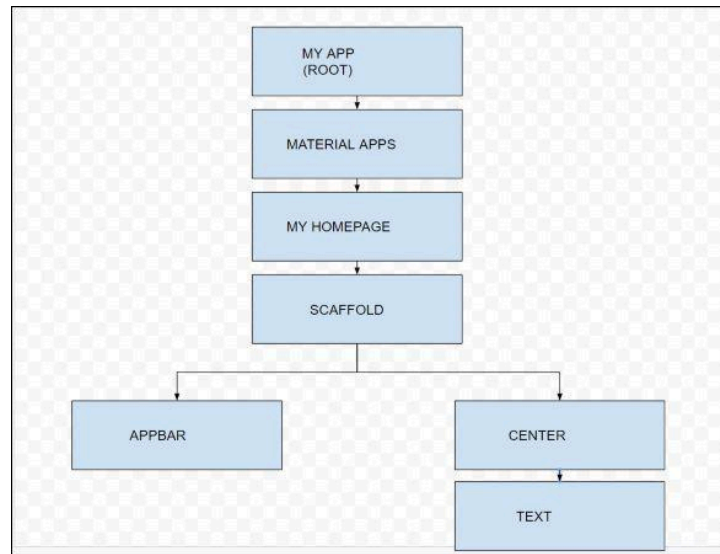 MY APP
(ROOT)
MATERIAL APPS
MY HOMEPAGE
SCAFFOLD
APPBAR
CENTER
TEXT